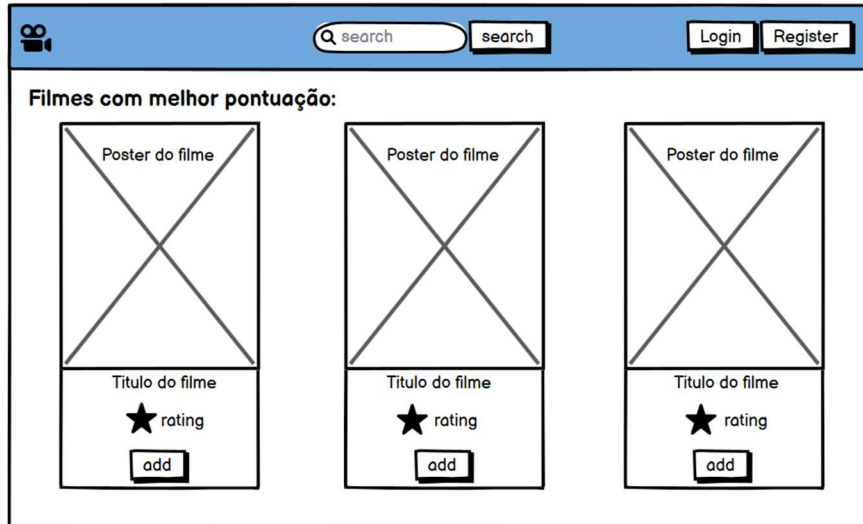 search search Login Register
Filmes com melhor pontuação:
Poster do filme Poster do filme Poster do filme
Titulo do filme Titulo do filme Titulo do filme
rating rating rating
add add add